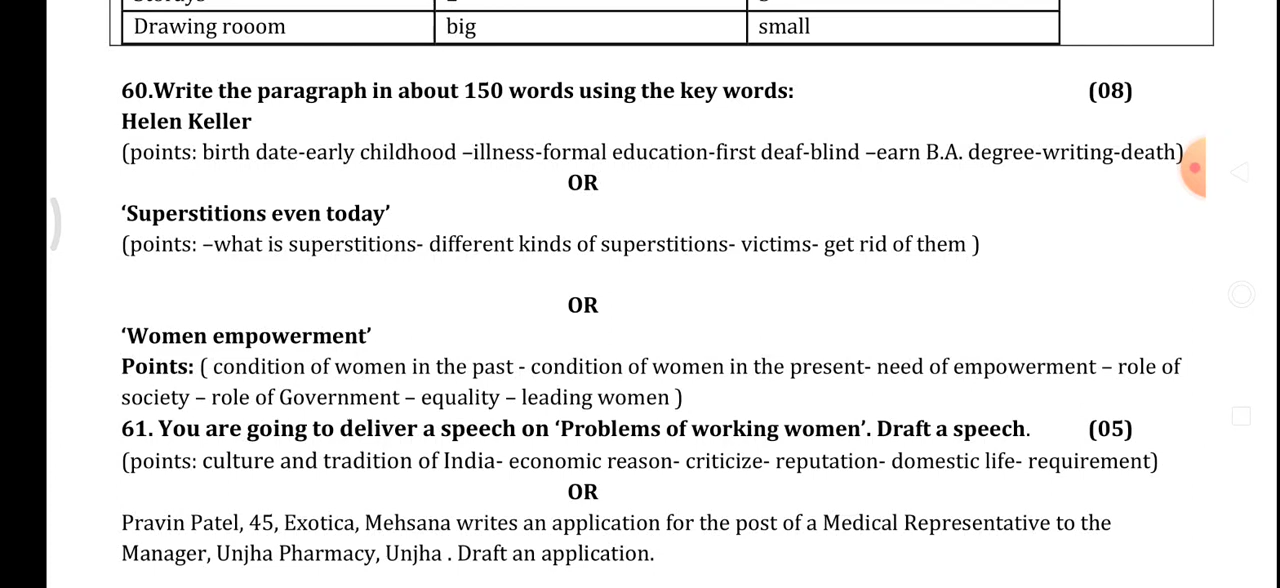 Drawing rooom big small
60.Write the paragraph in about 150 words using the key words: (08)
Helen Keller
(points: birth date-early childhood –illness-formal education-first deaf-blind –earn B.A. degree-writing-death)
OR
‘Superstitions even today’
(points: –what is superstitions- different kinds of superstitions- victims- get rid of them )
OR
‘Women empowerment’
Points: ( condition of women in the past - condition of women in the present- need of empowerment – role of
society – role of Government – equality – leading women )
61. You are going to deliver a speech on ‘Problems of working women’. Draft a speech. (05)
(points: culture and tradition of India- economic reason- criticize- reputation- domestic life- requirement)
OR
Pravin Patel, 45, Exotica, Mehsana writes an application for the post of a Medical Representative to the
Manager, Unjha Pharmacy, Unjha . Draft an application.